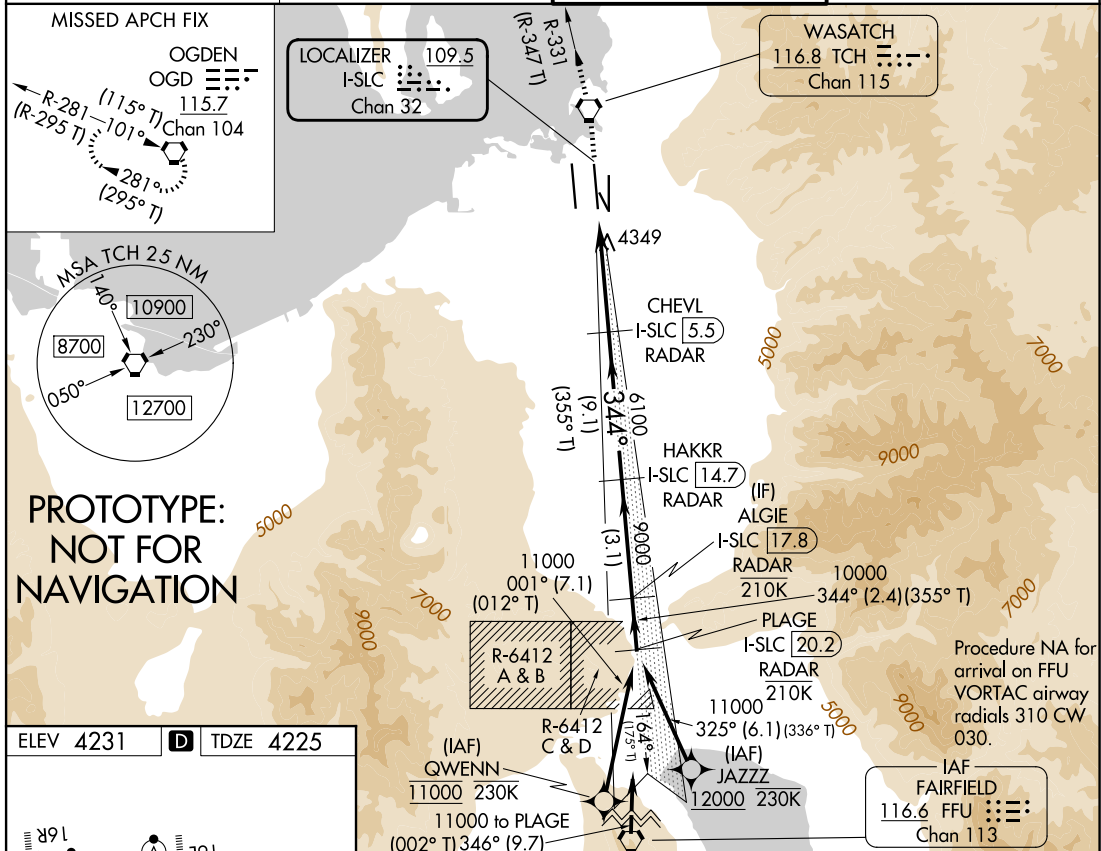 MISSED APCH FIX
OGDEN
OGD
115.7
Chan 104
R-281
(R-295 T)
(115° T)
101°
281°
(295° T)
LOCALIZER 109.5
I-SLC
Chan 32
R-331
(R-347 T)
WASATCH
116.8 TCH
Chan 115
MSA TCH 25 NM
140°
10900
230°
8700
050°
12700
4349
CHEVL
I-SLC 5.5
RADAR
5000
7000
344°
6100
(9.1)
(355° T)
HAKKR
I-SLC 14.7
RADAR
9000
(3.1)
9000
(IF)
ALGIE
I-SLC 17.8
RADAR
210K
PROTOTYPE:
NOT FOR
NAVIGATION
5000
7000
9000
11000
001° (7.1)
(012° T)
10000
344° (2.4)(355° T)
7000
PLAGE
I-SLC 20.2
RADAR
210K
R-6412
A & B
R-6412
C & D
Procedure NA for
arrival on FFU
VORTAC airway
radials 310 CW
030.
5000
9000
11000
325° (6.1)(336° T)
164°
(175° T)
(IAF)
JAZZZ
12000 230K
(IAF)
QWENN
11000 230K
11000 to PLAGE
(002° T) 346° (9.7)
IAF
FAIRFIELD
116.6 FFU
Chan 113
ELEV 4231 D TDZE 4225
16R
A
16L